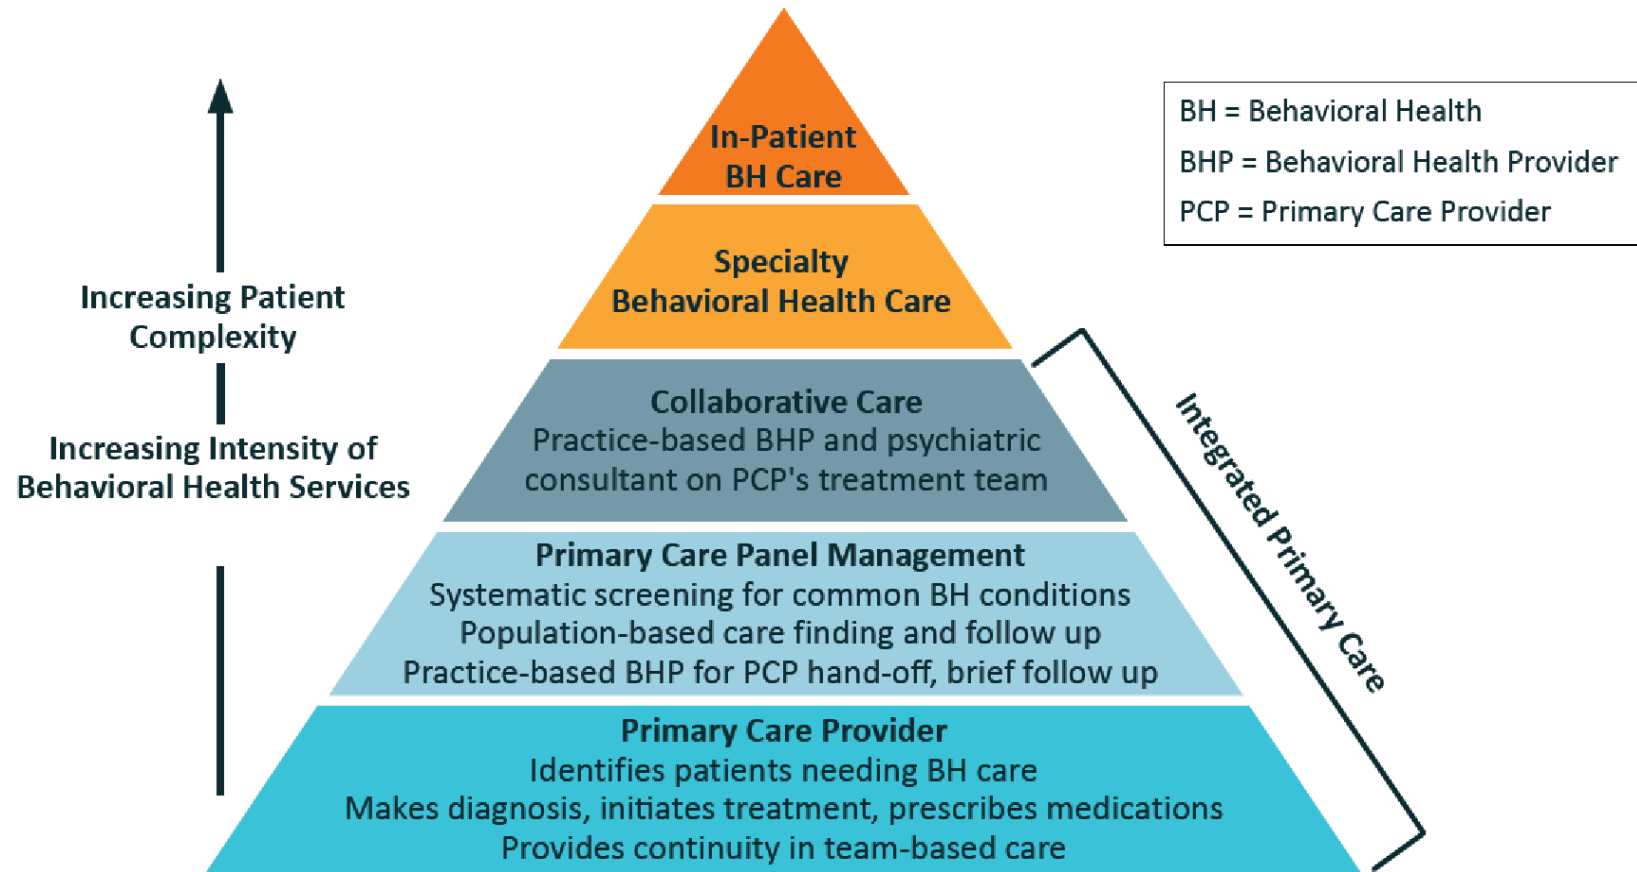 In-Patient
BH Care
Specialty
Behavioral Health Care
Collaborative Care
Practice-based BHP and psychiatric
consultant on PCP's treatment team
Primary Care Panel Management
Systematic screening for common BH conditions
Population-based care finding and follow up
Practice-based BHP for PCP hand-off, brief follow up
Primary Care Provider
Identifies patients needing BH care
Makes diagnosis, initiates treatment, prescribes medications
Provides continuity in team-based care
Increasing Patient
Complexity
Increasing Intensity of
Behavioral Health Services
BH = Behavioral Health
BHP = Behavioral Health Provider
PCP = Primary Care Provider
Integrated Primary Care